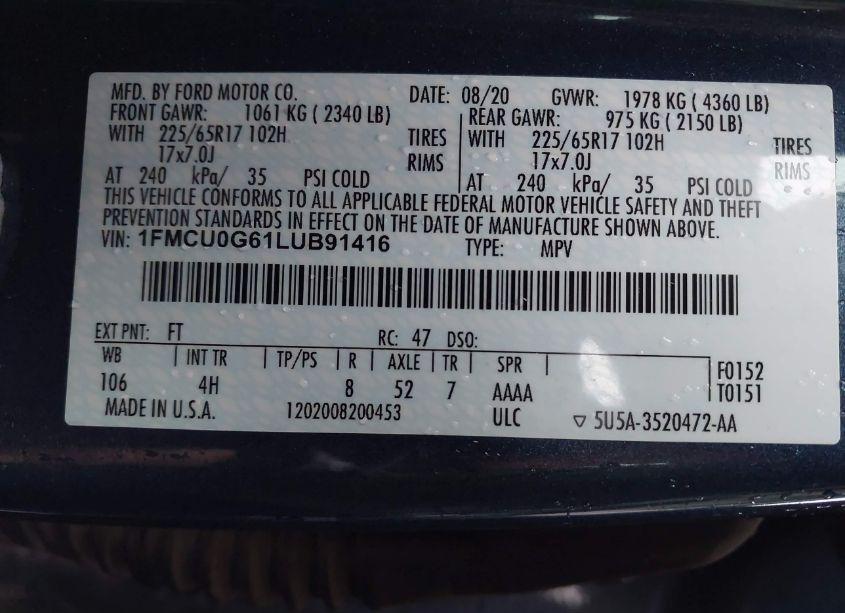 MFD. BY FORD MOTOR CO. DATE: 08/20 GVWR: 1978 KG ( 4360 LB)
FRONT GAWR: 1061 KG ( 2340 LB) REAR GAWR: 975 KG ( 2150 LB)
WITH 225/65R17 102H TIRES WITH 225/65R17 102H TIRES
17x7.0J RIMS 17x7.0J RIMS
AT 240 kPa/ 35 PSI COLD AT 240 kPa/ 35 PSI COLD
THIS VEHICLE CONFORMS TO ALL APPLICABLE FEDERAL MOTOR VEHICLE SAFETY AND THEFT
PREVENTION STANDARDS IN EFFECT ON THE DATE OF MANUFACTURE SHOWN ABOVE.
VIN: 1FMCU0G61LUB91416 TYPE: MPV
EXT PNT: FT RC: 47 DSO:
WB | INT TR | TP/PS | R | AXLE | TR | SPR | F0152
106 4H 8 52 7 AAAA T0151
MADE IN U.S.A. 1202008200453 ULC ▽ 5U5A-3520472-AA